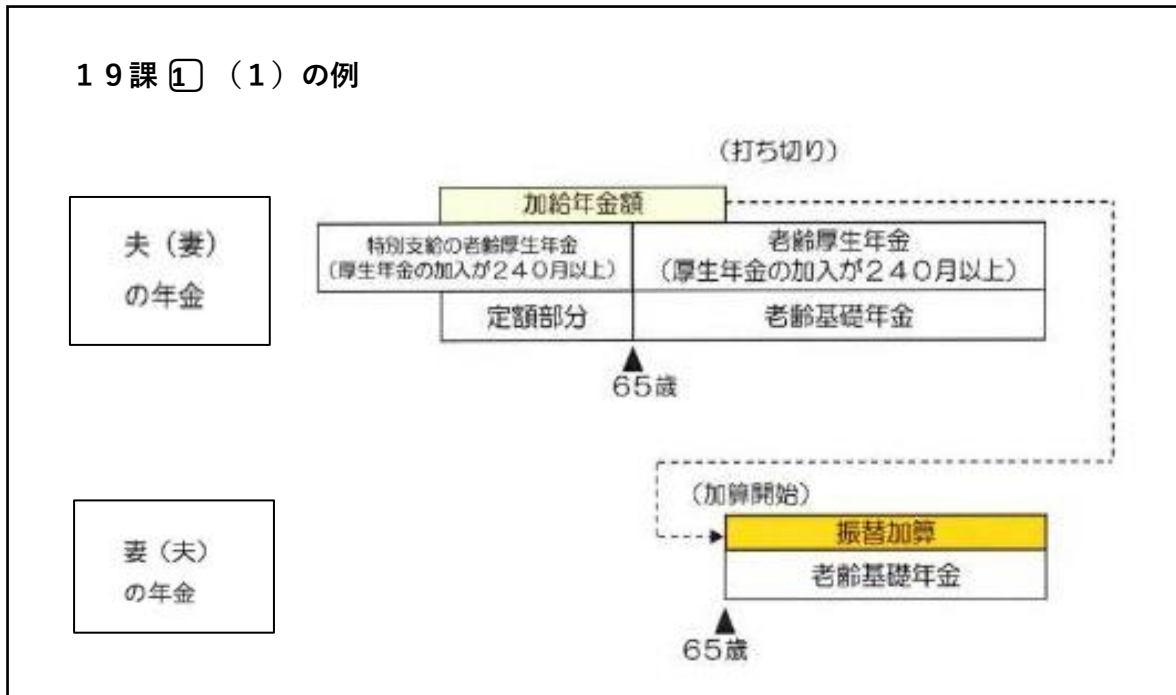 19課 1 (1)の例
(打ち切り)
加給年金額
夫(妻)
の年金
特別支給の老齢厚生年金
(厚生年金の加入が240月以上)
老齢厚生年金
(厚生年金の加入が240月以上)
定額部分
老齢基礎年金
65歳
(加算開始)
振替加算
妻(夫)
の年金
老齢基礎年金
65歳